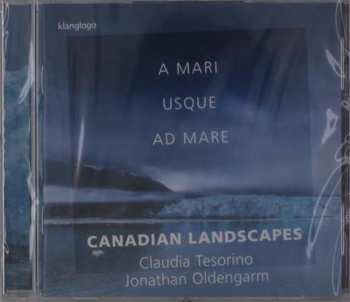 klanglogo
A MARI
USQUE
AD MARE
CANADIAN LANDSCAPES
Claudia Tesorino
Jonathan Oldengarm